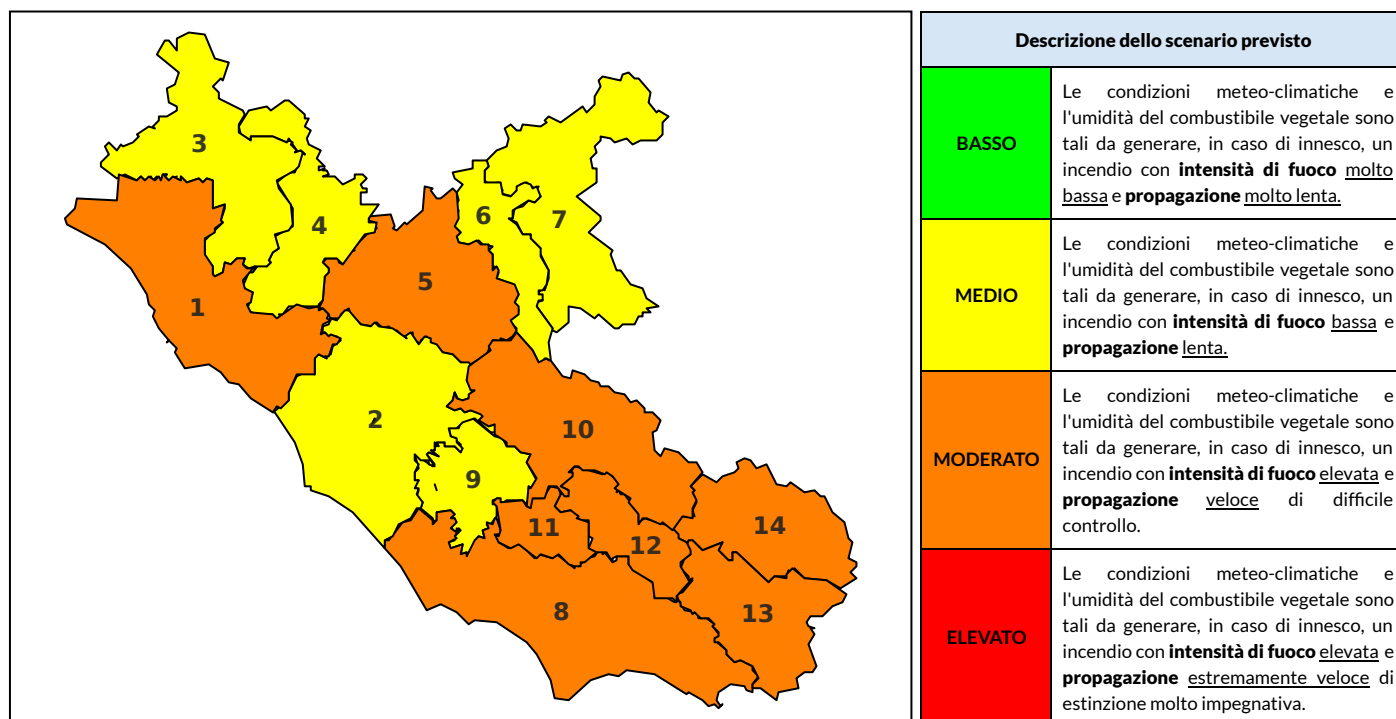 3
4
6
7
5
1
2
10
9
11
12
14
8
13
Descrizione dello scenario previsto
BASSO
Le condizioni meteo-climatiche e
l'umidità del combustibile vegetale sono
tali da generare, in caso di innesco, un
incendio con intensità di fuoco molto
bassa e propagazione molto lenta.
MEDIO
Le condizioni meteo-climatiche e
l'umidità del combustibile vegetale sono
tali da generare, in caso di innesco, un
incendio con intensità di fuoco bassa e
propagazione lenta.
MODERATO
Le condizioni meteo-climatiche e
l'umidità del combustibile vegetale sono
tali da generare, in caso di innesco, un
incendio con intensità di fuoco elevata e
propagazione veloce di difficile
controllo.
ELEVATO
Le condizioni meteo-climatiche e
l'umidità del combustibile vegetale sono
tali da generare, in caso di innesco, un
incendio con intensità di fuoco elevata e
propagazione estremamente veloce di
estinzione molto impegnativa.